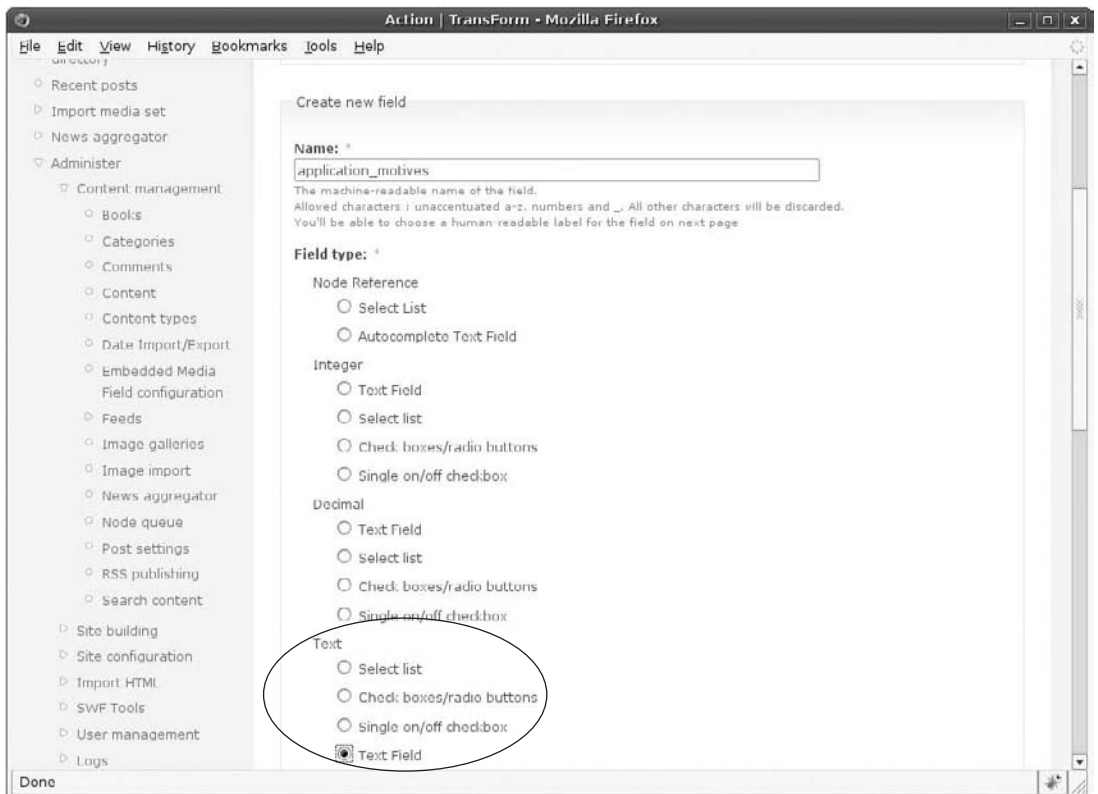 Action | TransForm - Mozilla Firefox
File Edit View History Bookmarks Tools Help
directory
Recent posts
Import media set
News aggregator
Administer
Content management
Books
Categories
Comments
Content
Content types
Date Import/Export
Embedded Media
Field configuration
Feeds
Image galleries
Image import
News aggregator
Node queue
Post settings
RSS publishing
Search content
Site building
Site configuration
Import HTML
SWF Tools
User management
Logs
Create new field
Name: *
application_motives
The machine-readable name of the field.
Allowed characters : unaccentuated a-z, numbers and _. All other characters will be discarded.
You'll be able to choose a human-readable label for the field on next page
Field type: *
Node Reference
Select List
Autocomplete Text Field
Integer
Text Field
Select list
Check boxes/radio buttons
Single on/off checkbox
Decimal
Text Field
Select list
Check boxes/radio buttons
Single on/off checkbox
Text
Select list
Check boxes/radio buttons
Single on/off checkbox
Text Field
Done